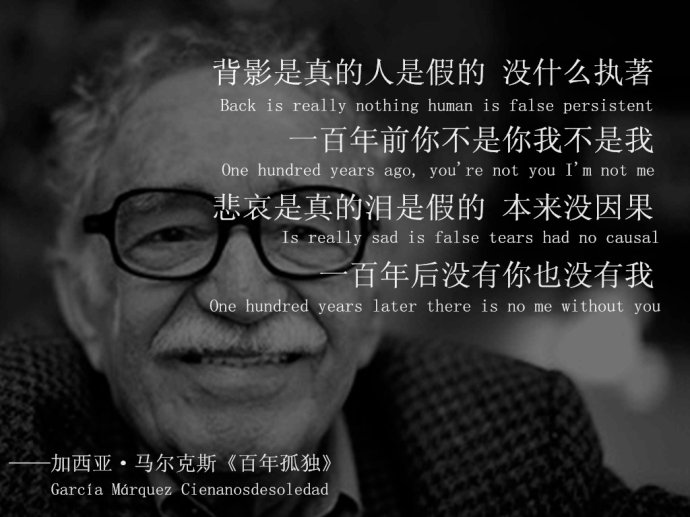 背影是真的人是假的 没什么执著
Back is really nothing human is false persistent
一百年前你不是你我不是我
One hundred years ago, you're not you I'm not me
悲哀是真的泪是假的 本来没因果
Is really sad is false tears had no causal
一百年后没有你也没有我
One hundred years later there is no me without you
——加西亚·马尔克斯《百年孤独》
García Márquez Cienanosdesoledad